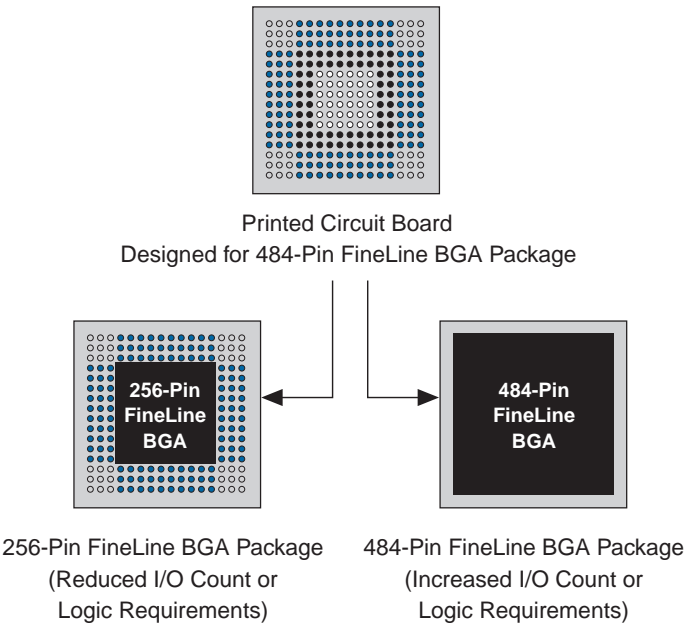 Printed Circuit Board
Designed for 484-Pin FineLine BGA Package
256-Pin
FineLine
BGA
484-Pin
FineLine
BGA
256-Pin FineLine BGA Package
(Reduced I/O Count or
Logic Requirements)
484-Pin FineLine BGA Package
(Increased I/O Count or
Logic Requirements)